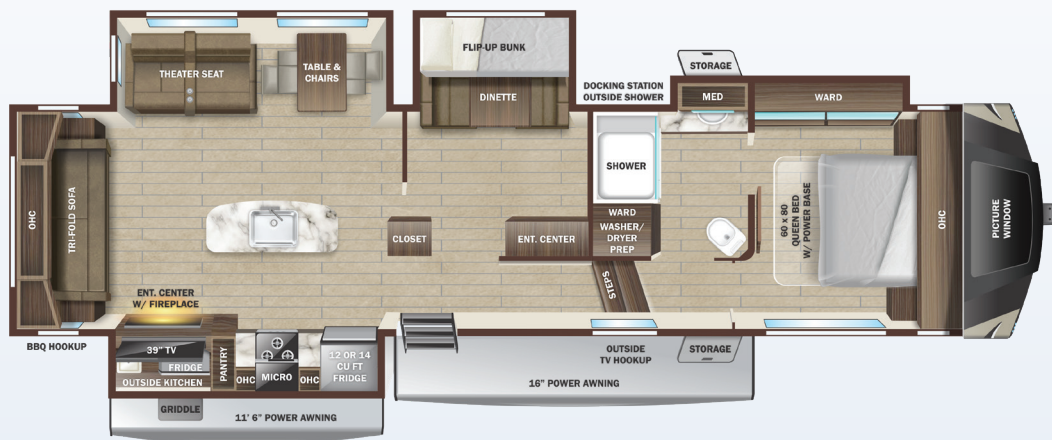 FLIP-UP BUNK
THEATER SEAT
TABLE &
CHAIRS
STORAGE
DOCKING STATION
OUTSIDE SHOWER
DINETTE
MED
WARD
SHOWER
OHC
TRI-FOLD SOFA
CLOSET
ENT. CENTER
WARD
WASHER/
DRYER
PREP
STEPS
60 x 80
QUEEN BED
W/ POWER BASE
OHC
PICTURE
WINDOW
ENT. CENTER
W/ FIREPLACE
BBQ HOOKUP
39" TV
FRIDGE
OUTSIDE KITCHEN
PANTRY
OHC
MICRO
OHC
12 OR 14
CU FT
FRIDGE
OUTSIDE
TV HOOKUP
STORAGE
16" POWER AWNING
GRIDDLE
11' 6" POWER AWNING